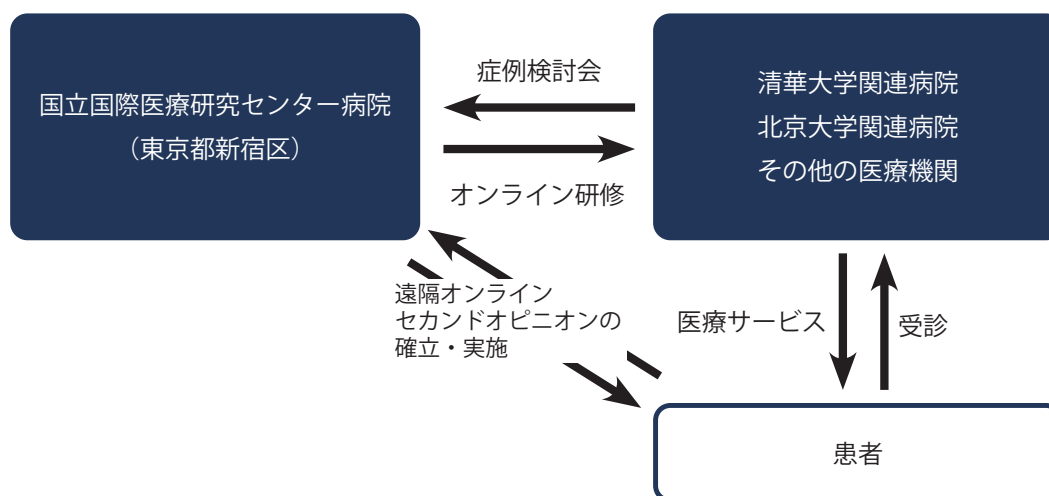 国立国際医療研究センター病院
（東京都新宿区）
症例検討会
オンライン研修
清華大学関連病院
北京大学関連病院
その他の医療機関
遠隔オンライン
セカンドオピニオンの
確立・実施
医療サービス
受診
患者